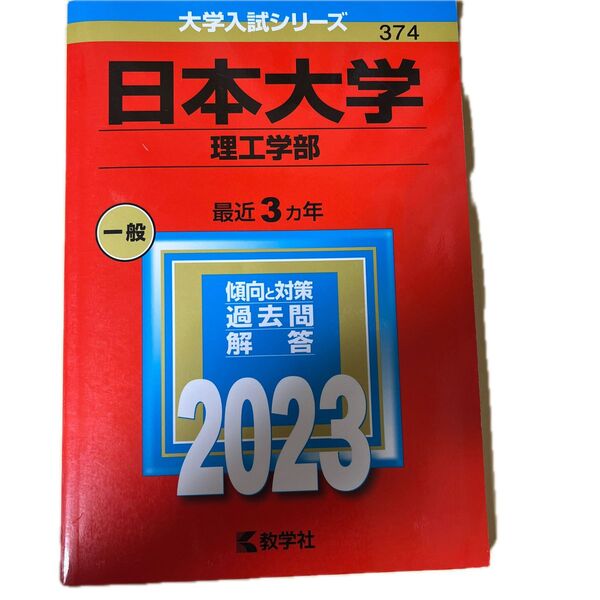 大学入試シリーズ
374
日本大学
理工学部
最近3ヵ年
一般
傾向と対策
過去問
解答
2023
教学社